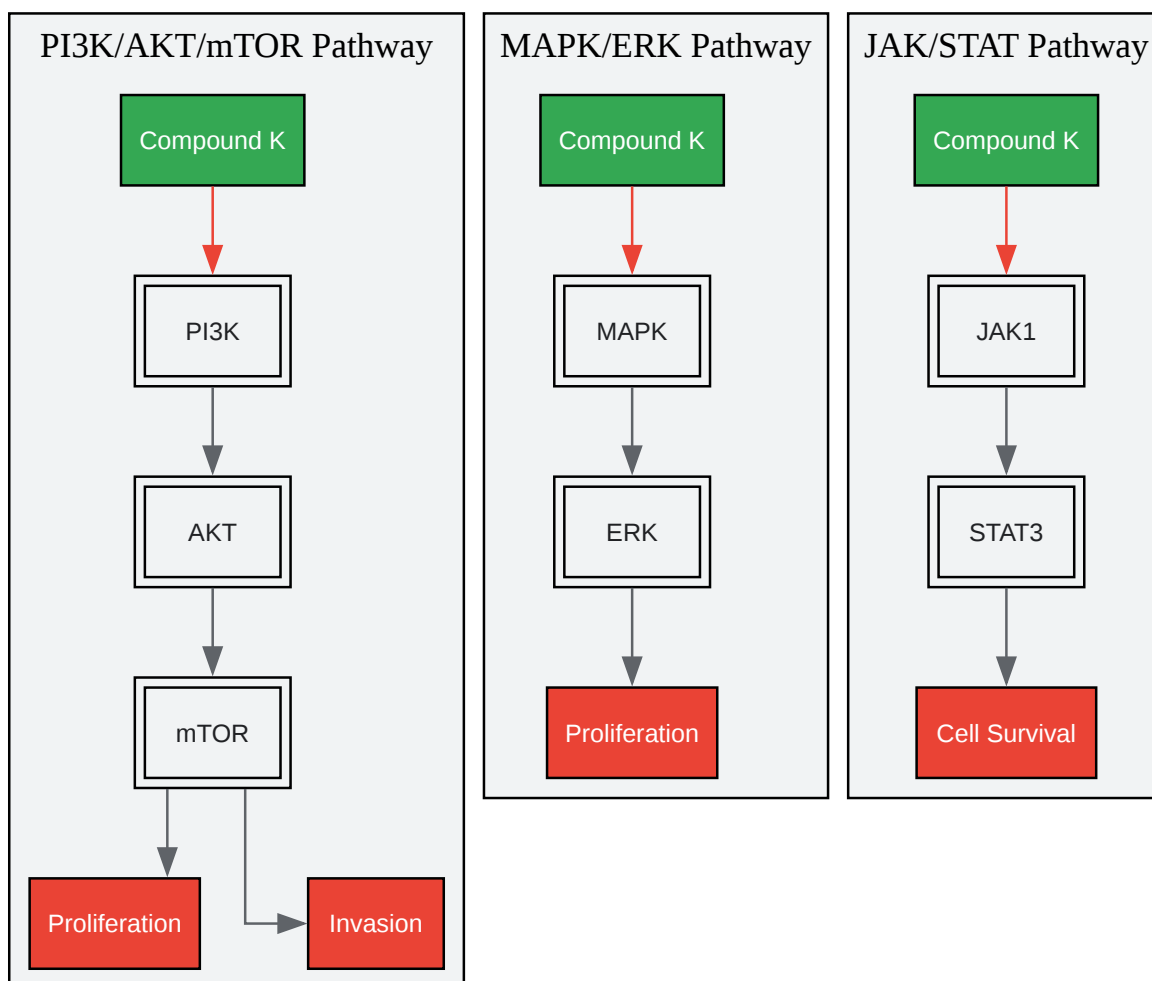 PI3K/AKT/mTOR Pathway
Compound K
PI3K
AKT
mTOR
Proliferation
Invasion
MAPK/ERK Pathway
Compound K
MAPK
ERK
Proliferation
JAK/STAT Pathway
Compound K
JAK1
STAT3
Cell Survival